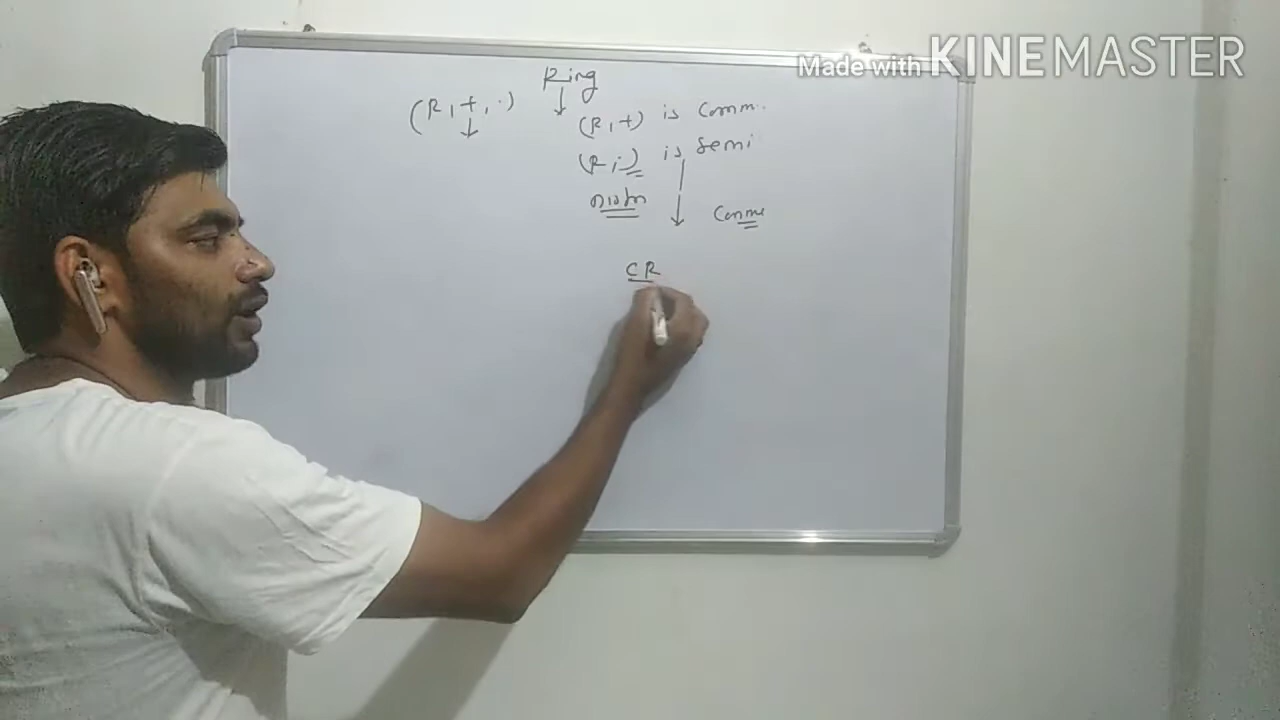 Made with KINEMASTER
Ring
(R, +, ·)
(R, +) is Comm.
(R, ·) is Semi
Comm
CR